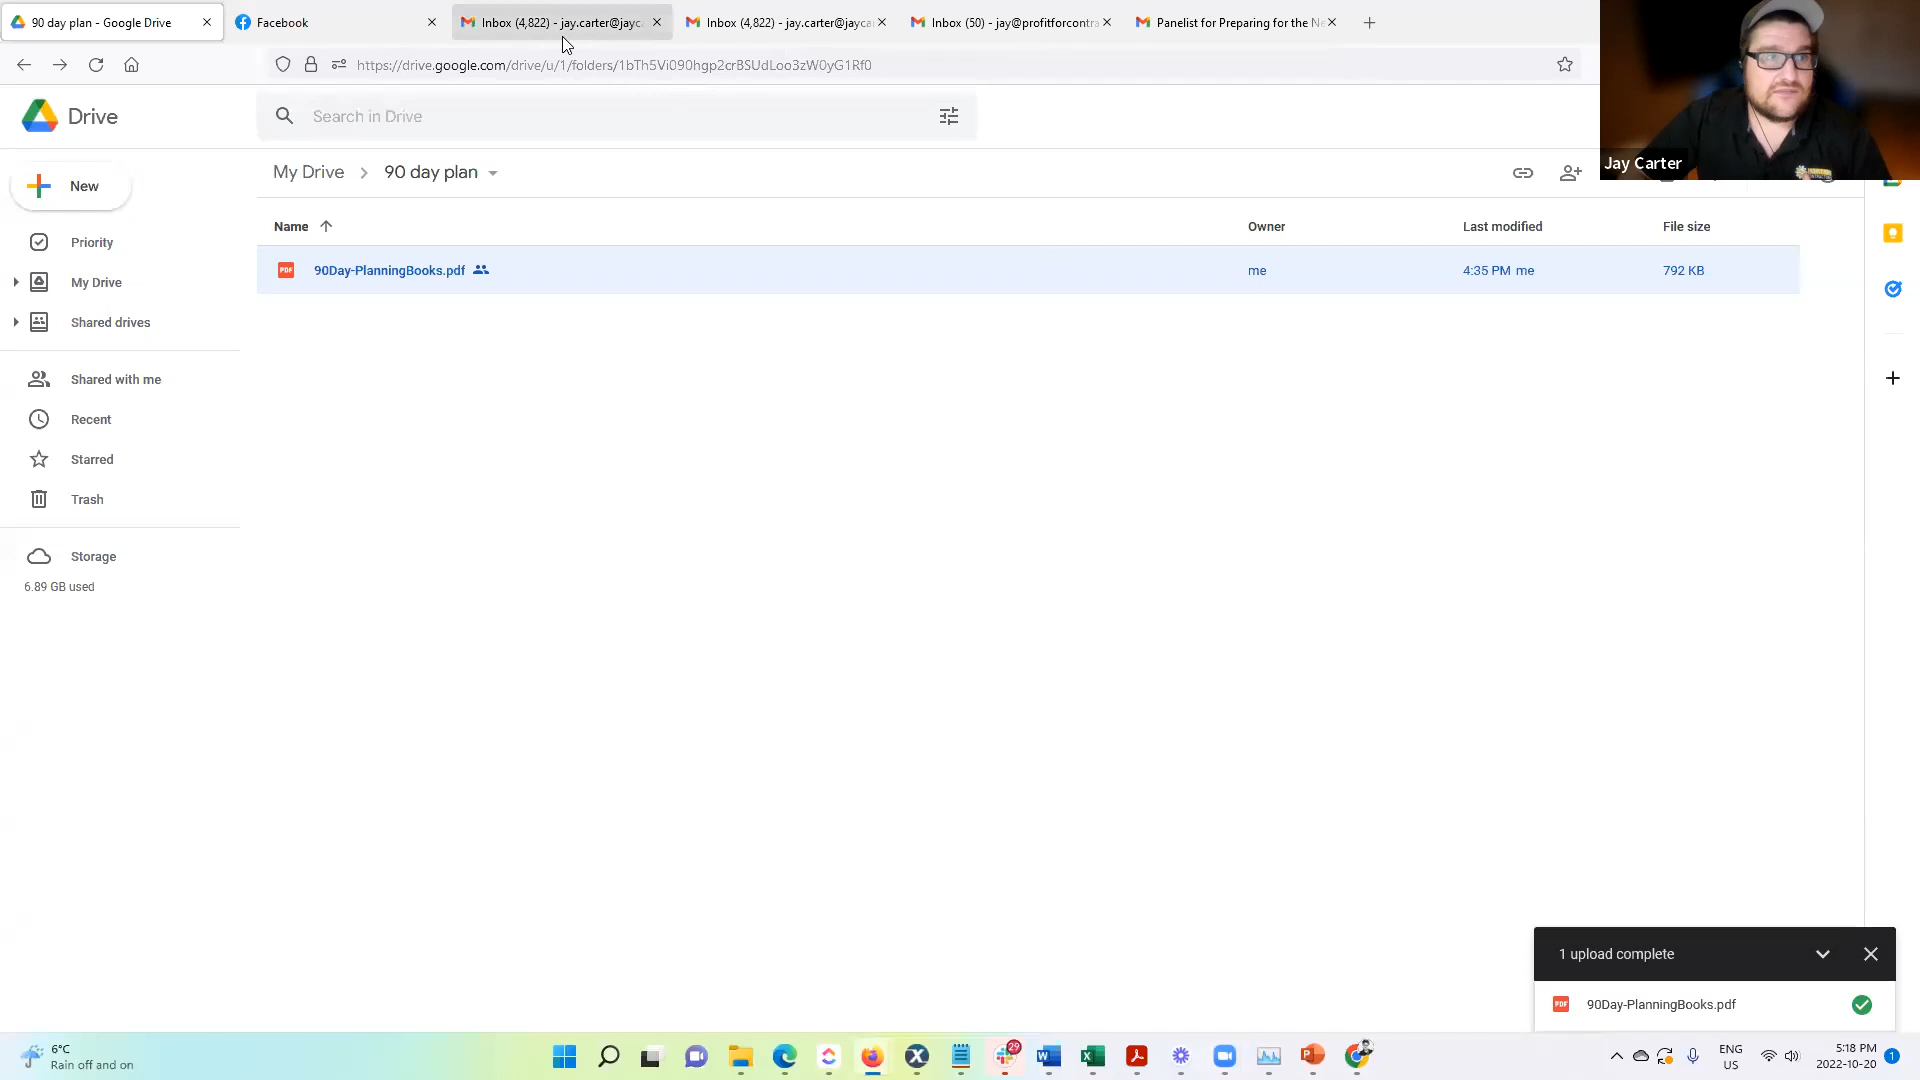 90 day plan - Google Drive
Facebook
Inbox (4,822) - jay.carter@jayc
Inbox (4,822) - jay.carter@jayca
Inbox (50) - jay@profitforcontra
Panelist for Preparing for the Ne
https://drive.google.com/drive/u/1/folders/1bTh5Vi090hgp2crBSUdLoo3zW0yG1Rf0
Drive
Search in Drive
Jay Carter
My Drive > 90 day plan
New
Name
Owner
Last modified
File size
Priority
PDF 90Day-PlanningBooks.pdf
me
4:35 PM me
792 KB
My Drive
Shared drives
Shared with me
Recent
Starred
Trash
Storage
6.89 GB used
1 upload complete
PDF 90Day-PlanningBooks.pdf
6°C
Rain off and on
29
ENG
US
5:18 PM
2022-10-20
1